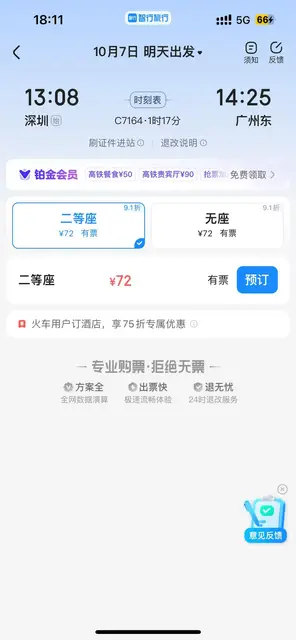 18:11 5G 66
智行旅行
10月7日 明天出发
须知 反馈
13:08 时刻表 14:25
深圳 始 C7164·1时17分 广州东
刷证件进站 退改说明
铂金会员 高铁餐食¥50 高铁贵宾厅¥90 抢票 免费领取
二等座 9.1折 无座 9.1折
¥72 有票 ¥72 有票
二等座 ¥72 有票 预订
火车用户订酒店，享75折专属优惠
专业购票·拒绝无票
方案全 出票快 退无忧
全网数据演算 极速流畅体验 24时退改服务
意见反馈